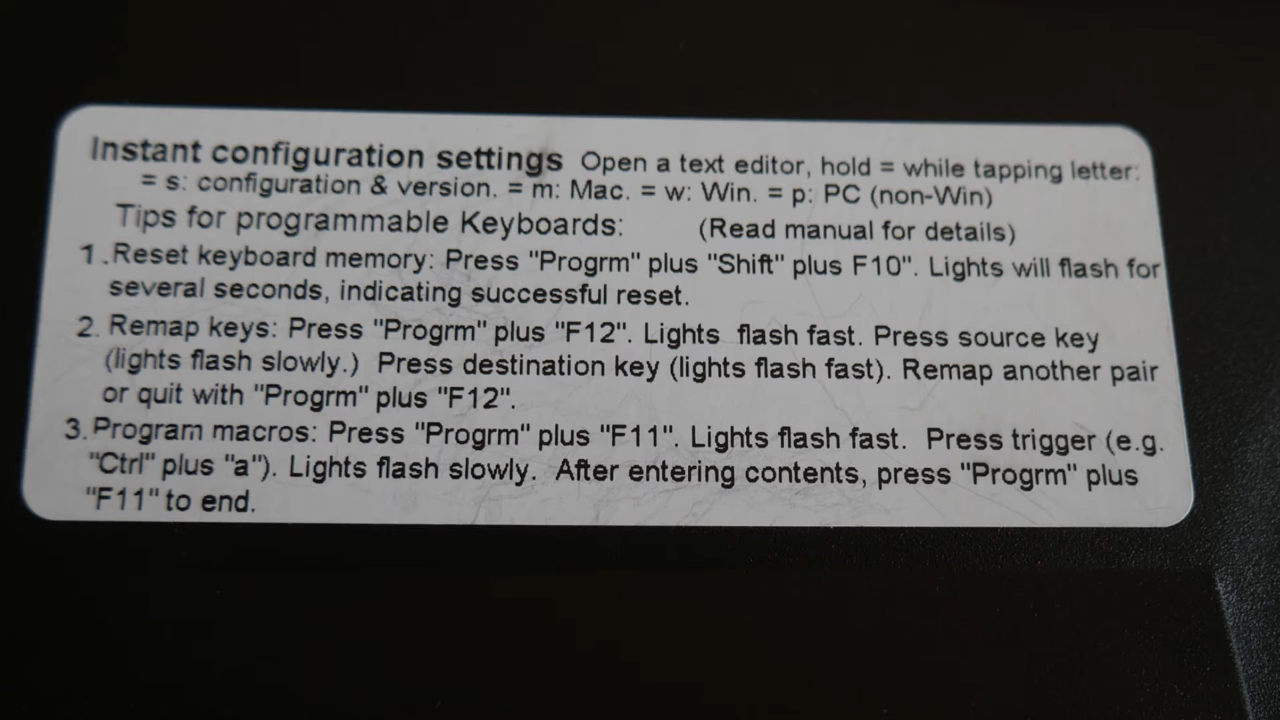 Instant configuration settings Open a text editor, hold = while tapping letter:
= s: configuration & version. = m: Mac. = w: Win. = p: PC (non-Win)
Tips for programmable Keyboards: (Read manual for details)
1. Reset keyboard memory: Press "Progrm" plus "Shift" plus F10". Lights will flash for
several seconds, indicating successful reset.
2. Remap keys: Press "Progrm" plus "F12". Lights flash fast. Press source key
(lights flash slowly.) Press destination key (lights flash fast). Remap another pair
or quit with "Progrm" plus "F12".
3. Program macros: Press "Progrm" plus "F11". Lights flash fast. Press trigger (e.g.
"Ctrl" plus "a"). Lights flash slowly. After entering contents, press "Progrm" plus
"F11" to end.